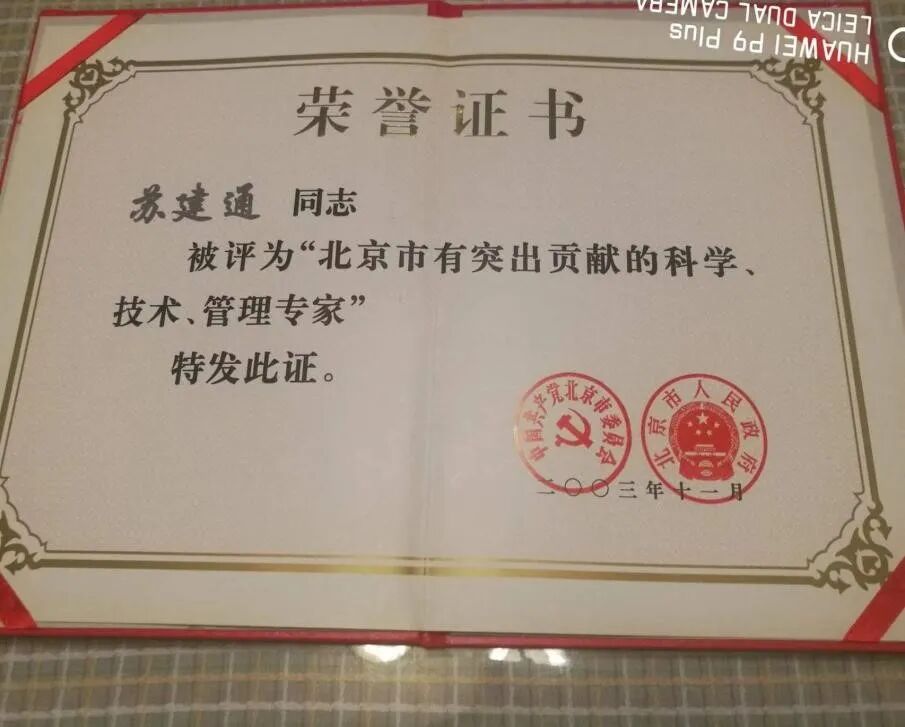 HUAWEI P9 Plus
LEICA DUAL CAMERA
荣誉证书
苏建通 同志
被评为“北京市有突出贡献的科学、
技术、管理专家”
特发此证。
中国共产党北京市委员会
北京市人民政府
二〇〇三年十一月